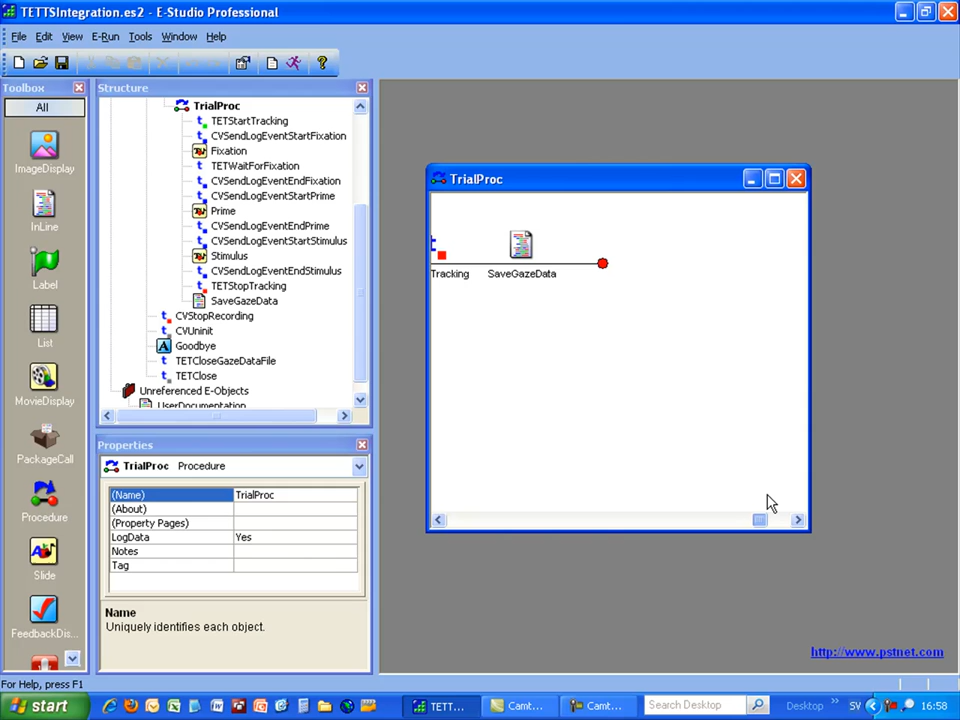 TETTSIntegration.es2 - E-Studio Professional
File Edit View E-Run Tools Window Help
Toolbox
All
ImageDisplay
InLine
Label
List
MovieDisplay
PackageCall
Procedure
Slide
FeedbackDis...
Structure
TrialProc
TETStartTracking
CVSendLogEventStartFixation
Fixation
TETWaitForFixation
CVSendLogEventEndFixation
CVSendLogEventStartPrime
Prime
CVSendLogEventEndPrime
CVSendLogEventStartStimulus
Stimulus
CVSendLogEventEndStimulus
TETStopTracking
SaveGazeData
CVStopRecording
CVUninit
Goodbye
TETCloseGazeDataFile
TETClose
Unreferenced E-Objects
UserDocumentation
Properties
TrialProc Procedure
(Name) TrialProc
(About)
(Property Pages)
LogData Yes
Notes
Tag
Name
Uniquely identifies each object.
TrialProc
Tracking SaveGazeData
http://www.pstnet.com
For Help, press F1
start
TETT...
Camt...
Camt...
Search Desktop
Desktop »
SV
16:58